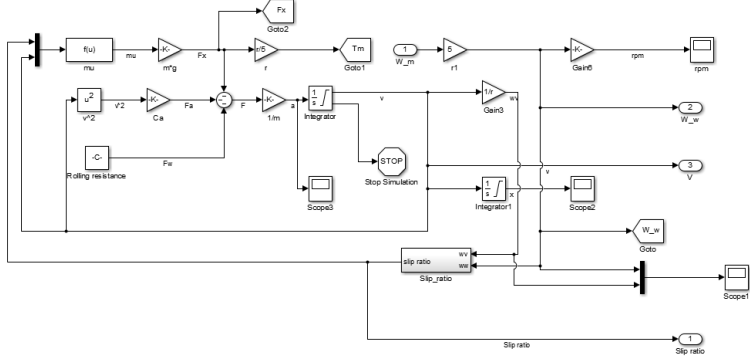 Fx
Goto2
f(u)
mu
mu
-K-
m*g
Fx
r/5
r
Tm
Goto1
1
W_m
5
r1
-K-
Gain6
rpm
rpm
u2
v^2
v^2
-K-
Ca
Fa
F
-K-
1/m
a
1
s
Integrator
v
1/r
Gain3
wv
2
W_w
-C-
Rolling resistance
Fw
STOP
Stop Simulation
Scope3
v
3
V
1
s
Integrator1
x
Scope2
W_w
Goto
slip ratio
wv
ww
Slip_ratio
Scope1
Slip ratio
1
Slip ratio